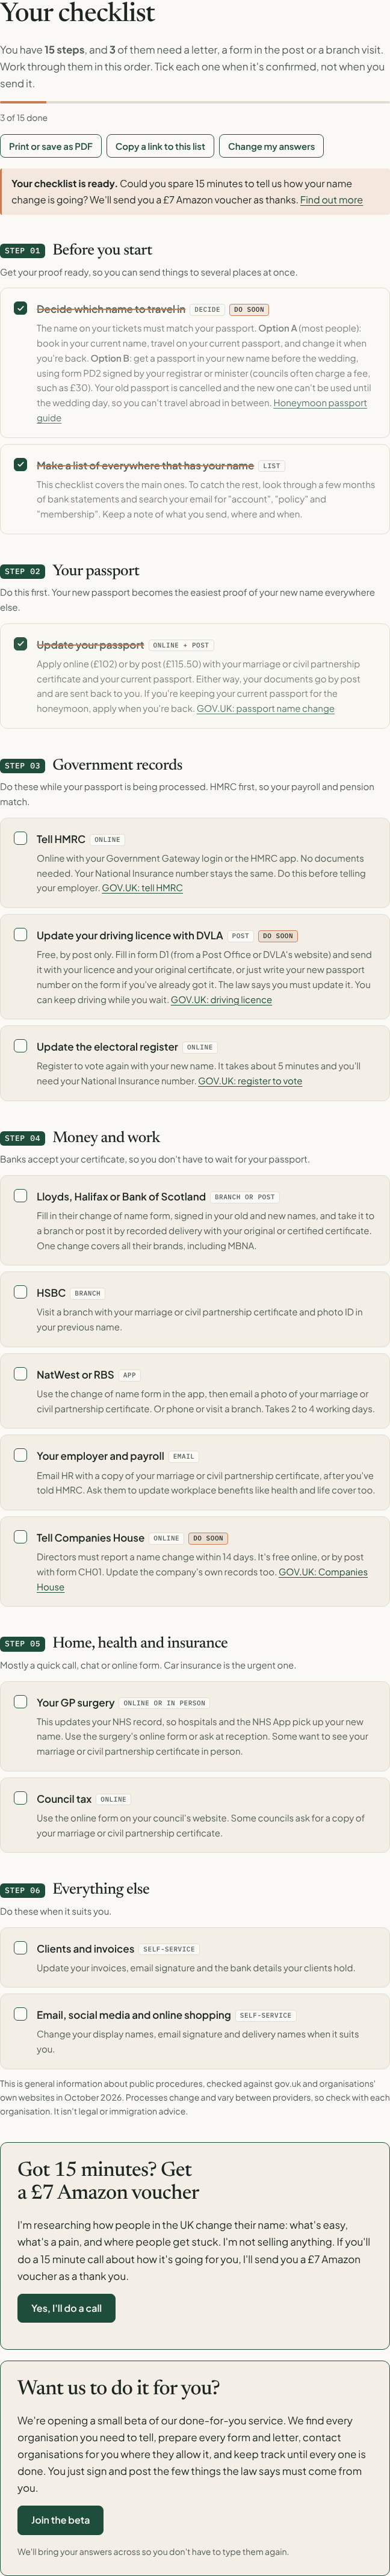 Your checklist
You have 15 steps, and 3 of them need a letter, a form in the post or a branch visit.
Work through them in this order. Tick each one when it's confirmed, not when you
send it.
3 of 15 done
Print or save as PDF
Copy a link to this list
Change my answers
Your checklist is ready. Could you spare 15 minutes to tell us how your name
change is going? We'll send you a £7 Amazon voucher as thanks. Find out more
STEP 01 Before you start
Get your proof ready, so you can send things to several places at once.
Decide which name to travel in DECIDE DO SOON
The name on your tickets must match your passport. Option A (most people):
book in your current name, travel on your current passport, and change it when
you're back. Option B: get a passport in your new name before the wedding,
using form PD2 signed by your registrar or minister (councils often charge a fee,
such as £30). Your old passport is cancelled and the new one can't be used until
the wedding day, so you can't travel abroad in between. Honeymoon passport
guide
Make a list of everywhere that has your name LIST
This checklist covers the main ones. To catch the rest, look through a few months
of bank statements and search your email for "account", "policy" and
"membership". Keep a note of what you send, where and when.
STEP 02 Your passport
Do this first. Your new passport becomes the easiest proof of your new name everywhere
else.
Update your passport ONLINE + POST
Apply online (£102) or by post (£115.50) with your marriage or civil partnership
certificate and your current passport. Either way, your documents go by post
and are sent back to you. If you're keeping your current passport for the
honeymoon, apply when you're back. GOV.UK: passport name change
STEP 03 Government records
Do these while your passport is being processed. HMRC first, so your payroll and pension
match.
Tell HMRC ONLINE
Online with your Government Gateway login or the HMRC app. No documents
needed. Your National Insurance number stays the same. Do this before telling
your employer. GOV.UK: tell HMRC
Update your driving licence with DVLA POST DO SOON
Free, by post only. Fill in form D1 (from a Post Office or DVLA's website) and send
it with your licence and your original certificate, or just write your new passport
number on the form if you've already got it. The law says you must update it. You
can keep driving while you wait. GOV.UK: driving licence
Update the electoral register ONLINE
Register to vote again with your new name. It takes about 5 minutes and you'll
need your National Insurance number. GOV.UK: register to vote
STEP 04 Money and work
Banks accept your certificate, so you don't have to wait for your passport.
Lloyds, Halifax or Bank of Scotland BRANCH OR POST
Fill in their change of name form, signed in your old and new names, and take it to
a branch or post it by recorded delivery with your original or certified certificate.
One change covers all their brands, including MBNA.
HSBC BRANCH
Visit a branch with your marriage or civil partnership certificate and photo ID in
your previous name.
NatWest or RBS APP
Use the change of name form in the app, then email a photo of your marriage or
civil partnership certificate. Or phone or visit a branch. Takes 2 to 4 working days.
Your employer and payroll EMAIL
Email HR with a copy of your marriage or civil partnership certificate, after you've
told HMRC. Ask them to update workplace benefits like health and life cover too.
Tell Companies House ONLINE DO SOON
Directors must report a name change within 14 days. It's free online, or by post
with form CH01. Update the company's own records too. GOV.UK: Companies
House
STEP 05 Home, health and insurance
Mostly a quick call, chat or online form. Car insurance is the urgent one.
Your GP surgery ONLINE OR IN PERSON
This updates your NHS record, so hospitals and the NHS App pick up your new
name. Use the surgery's online form or ask at reception. Some want to see your
marriage or civil partnership certificate in person.
Council tax ONLINE
Use the online form on your council's website. Some councils ask for a copy of
your marriage or civil partnership certificate.
STEP 06 Everything else
Do these when it suits you.
Clients and invoices SELF-SERVICE
Update your invoices, email signature and the bank details your clients hold.
Email, social media and online shopping SELF-SERVICE
Change your display names, email signature and delivery names when it suits
you.
This is general information about public procedures, checked against gov.uk and organisations'
own websites in October 2026. Processes change and vary between providers, so check with each
organisation. It isn't legal or immigration advice.
Got 15 minutes? Get
a £7 Amazon voucher
I'm researching how people in the UK change their name: what's easy,
what's a pain, and where people get stuck. I'm not selling anything. If you'll
do a 15 minute call about how it's going for you, I'll send you a £7 Amazon
voucher as a thank you.
Yes, I'll do a call
Want us to do it for you?
We're opening a small beta of our done-for-you service. We find every
organisation you need to tell, prepare every form and letter, contact
organisations for you where they allow it, and keep track until every one is
done. You just sign and post the few things the law says must come from
you.
Join the beta
We'll bring your answers across so you don't have to type them again.